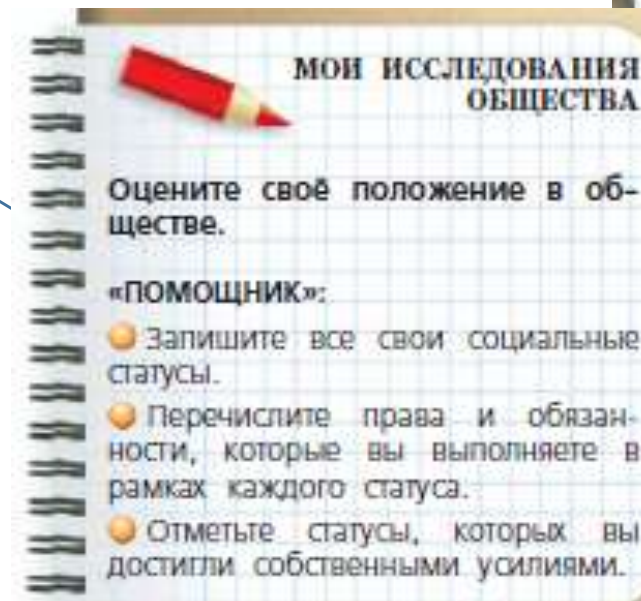 МОИ ИССЛЕДОВАНИЯ
ОБЩЕСТВА
Оцените своё положение в об-
ществе.
«ПОМОЩНИК»:
Запишите все свои социальные
статусы.
Перечислите права и обязан-
ности, которые вы выполняете в
рамках каждого статуса.
Отметьте статусы, которых вы
достигли собственными усилиями.